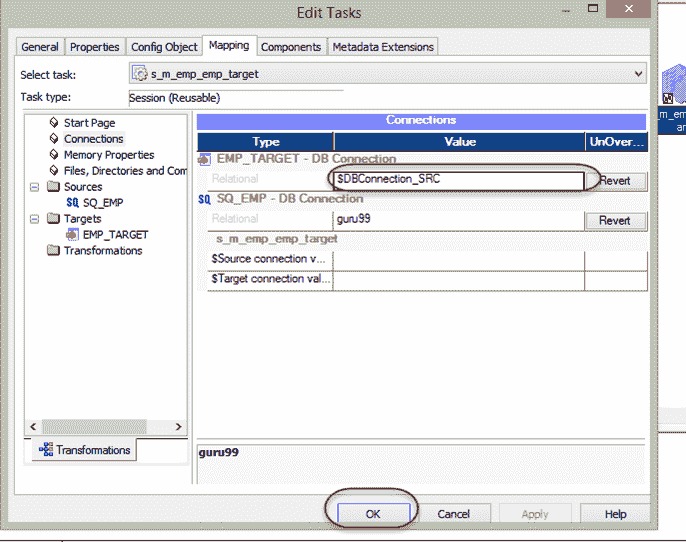 Edit Tasks
General Properties Config Object Mapping Components Metadata Extensions
Select task: s_m_emp_emp_target
Task type: Session (Reusable)
Start Page
Connections
Memory Properties
Files, Directories and Com
Sources
SQ_EMP
Targets
EMP_TARGET
Transformations
Transformations
Connections
Type Value UnOver...
EMP_TARGET - DB Connection
Relational $DBConnection_SRC Revert
SQ_EMP - DB Connection
Relational guru99 Revert
s_m_emp_emp_target
$Source connection v...
$Target connection val...
guru99
OK Cancel Apply Help
_m_em
ar